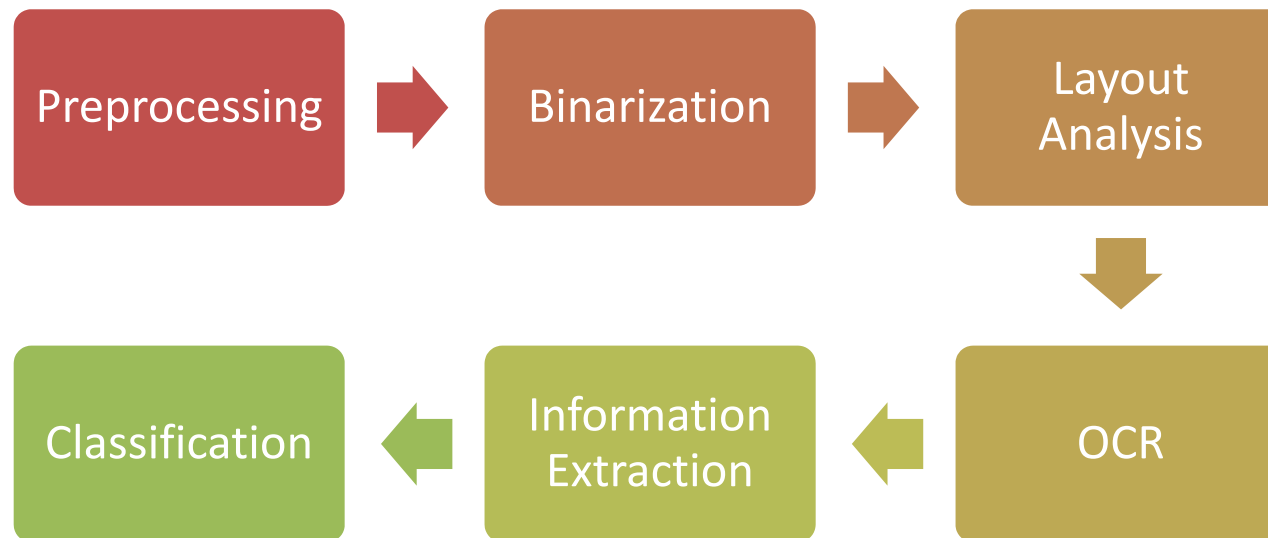 Preprocessing
Binarization
Layout
Analysis
OCR
Information
Extraction
Classification